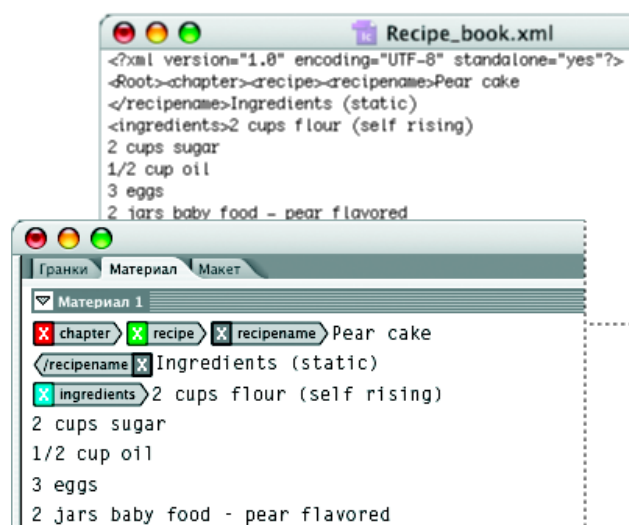 Recipe_book.xml
<?xml version="1.0" encoding="UTF-8" standalone="yes"?>
<Root><chapter><recipe><recipename>Pear cake
</recipename>Ingredients (static)
<ingredients>2 cups flour (self rising)
2 cups sugar
1/2 cup oil
3 eggs
2 jars baby food - pear flavored
Гранки Материал Макет
Материал 1
chapter recipe recipename Pear cake
/recipename Ingredients (static)
ingredients 2 cups flour (self rising)
2 cups sugar
1/2 cup oil
3 eggs
2 jars baby food - pear flavored